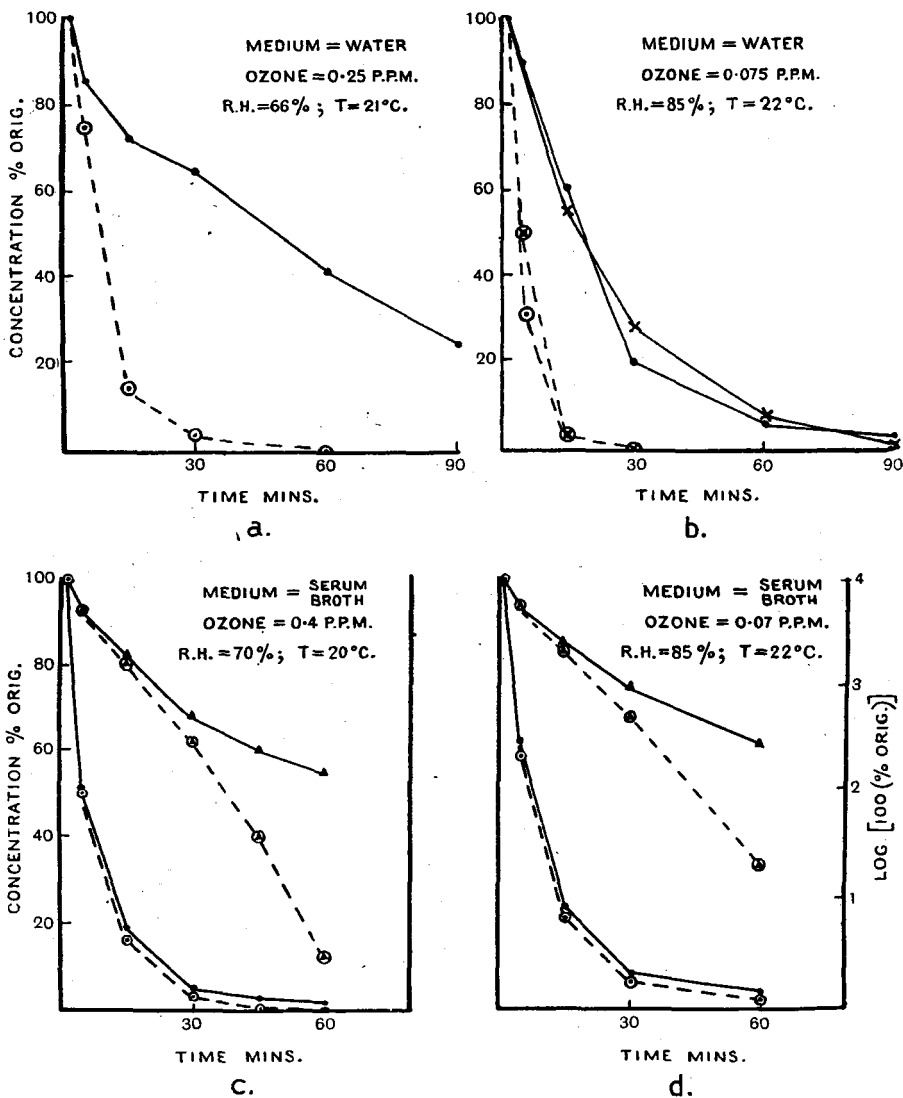 100
80
60
40
20
CONCENTRATION % ORIG.
MEDIUM = WATER
OZONE = 0·25 P.P.M.
R.H.=66% ; T=21°C.
30
60
90
TIME MINS.
a.
100
80
60
40
20
MEDIUM = WATER
OZONE = 0·075 P.P.M.
R.H.=85% ; T=22°C.
30
60
90
TIME MINS.
b.
100
80
60
40
20
CONCENTRATION % ORIG.
MEDIUM = SERUM
BROTH
OZONE = 0·4 P.P.M.
R.H.=70% ; T=20°C.
30
60
TIME MINS.
c.
MEDIUM = SERUM
BROTH
OZONE = 0·07 P.P.M.
R.H.=85% ; T=22°C.
4
3
2
1
LOG [100 (% ORIG.)]
30
60
TIME MINS.
d.